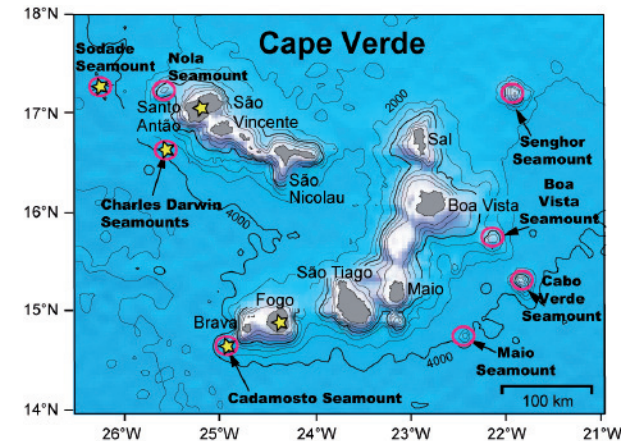 18°N
Cape Verde
Sodade
Seamount
Nola
Seamount
17°N
Santo
Antão
São
Vincente
2000
Sal
Senghor
Seamount
Charles Darwin
Seamounts
4000
São
Nicolau
16°N
Boa Vista
Boa
Vista
Seamount
São Tiago
Maio
Cabo
Verde
Seamount
15°N
Fogo
Brava
4000
Maio
Seamount
Cadamosto Seamount
100 km
14°N
26°W
25°W
24°W
23°W
22°W
21°W